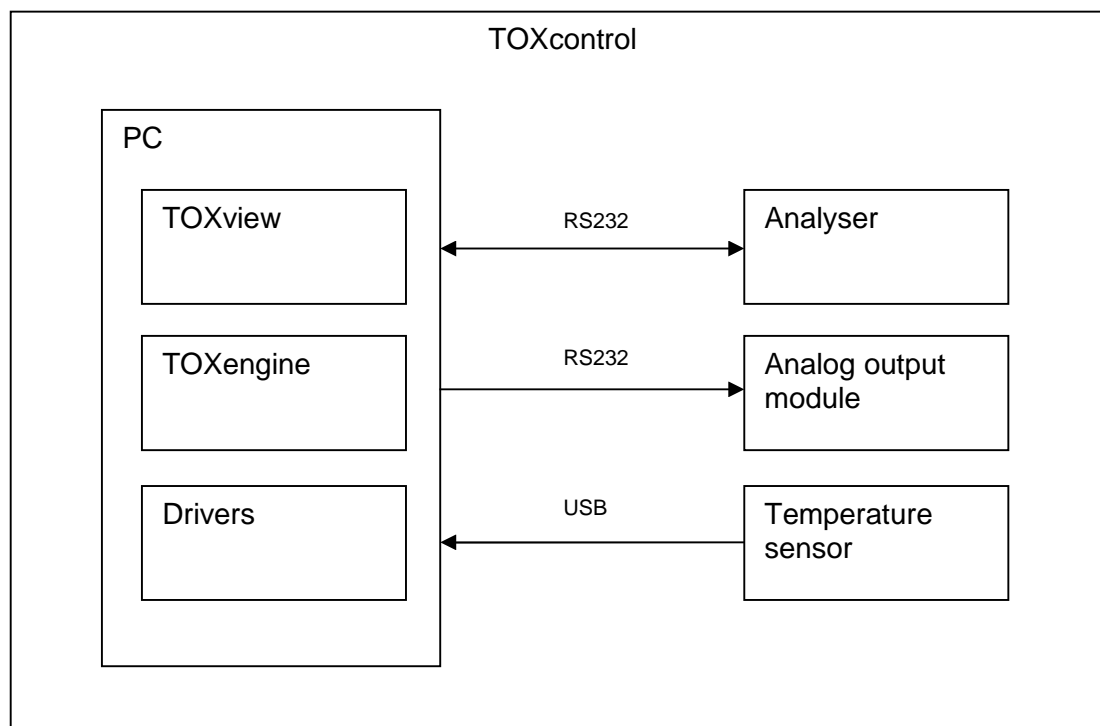 TOXcontrol
PC
TOXview
RS232
Analyser
TOXengine
RS232
Analog output
module
Drivers
USB
Temperature
sensor